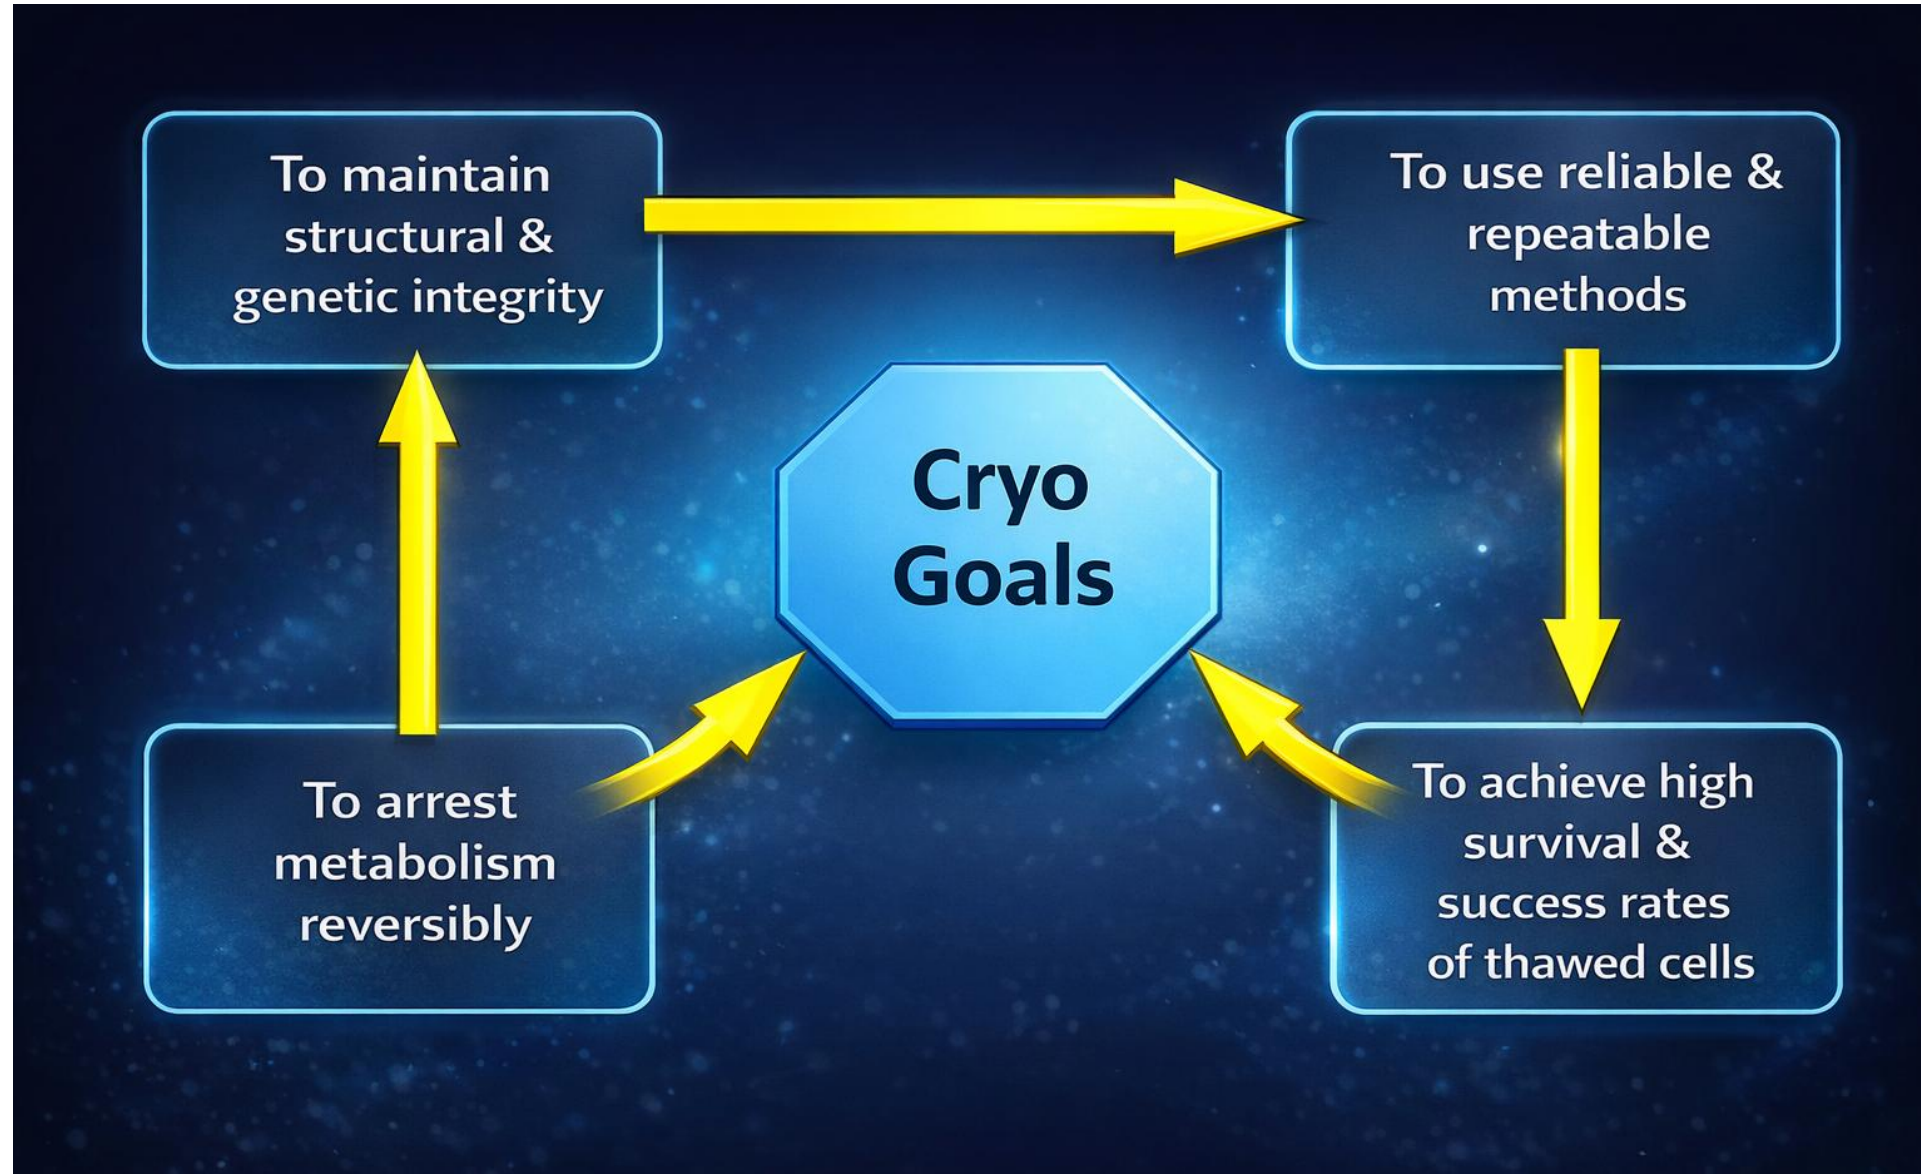 To maintain
structural &
genetic integrity
To use reliable &
repeatable
methods
Cryo
Goals
To arrest
metabolism
reversibly
To achieve high
survival &
success rates
of thawed cells